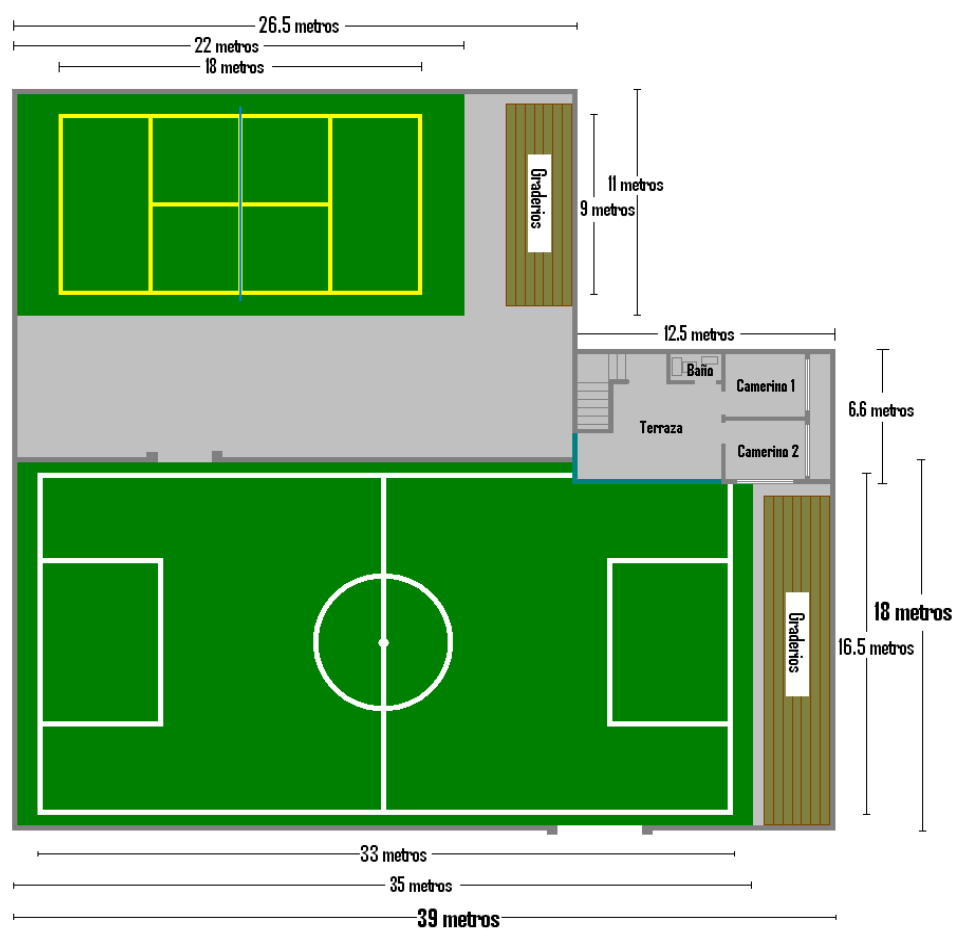 26.5 metros
22 metros
18 metros
Graderios
11 metros
9 metros
12.5 metros
Baño
Camerino 1
6.6 metros
Terraza
Camerino 2
Graderios
18 metros
16.5 metros
33 metros
35 metros
39 metros